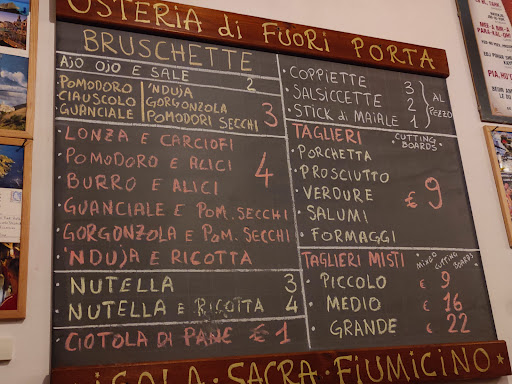 OSTERIA di FUORI PORTA
BRUSCHETTE
AJO OJO E SALE 2
POMODORO
CIAUSCOLO
GUANCIALE
'NDUJA
GORGONZOLA
POMODORI SECCHI
3
LONZA E CARCIOFI
POMODORO E ALICI
BURRO E ALICI
4
GUANCIALE E POM. SECCHI
GORGONZOLA E POM. SECCHI
'NDUJA E RICOTTA
NUTELLA 3
NUTELLA E RICOTTA 4
CIOTOLA DI PANE € 1
COPPIETTE 3
SALSICCETTE 2
STICK di MAIALE 1
AL PEZZO
TAGLIERI CUTTING BOARDS
PORCHETTA
PROSCIUTTO
VERDURE
SALUMI
FORMAGGI
€ 9
TAGLIERI MISTI CUTTING BOARDS
PICCOLO € 9
MEDIO € 16
GRANDE € 22
ISOLA · SACRA · FIUMICINO